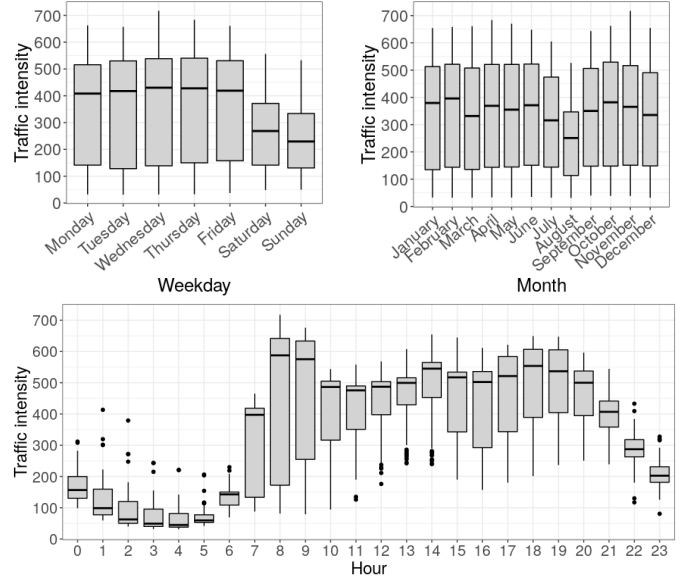 Traffic intensity
700
600
500
400
300
200
100
0
Monday
Tuesday
Wednesday
Thursday
Friday
Saturday
Sunday
Weekday
Traffic intensity
700
600
500
400
300
200
100
0
January
February
March
April
May
June
July
August
September
October
November
December
Month
Traffic intensity
700
600
500
400
300
200
100
0
0 1 2 3 4 5 6 7 8 9 10 11 12 13 14 15 16 17 18 19 20 21 22 23
Hour